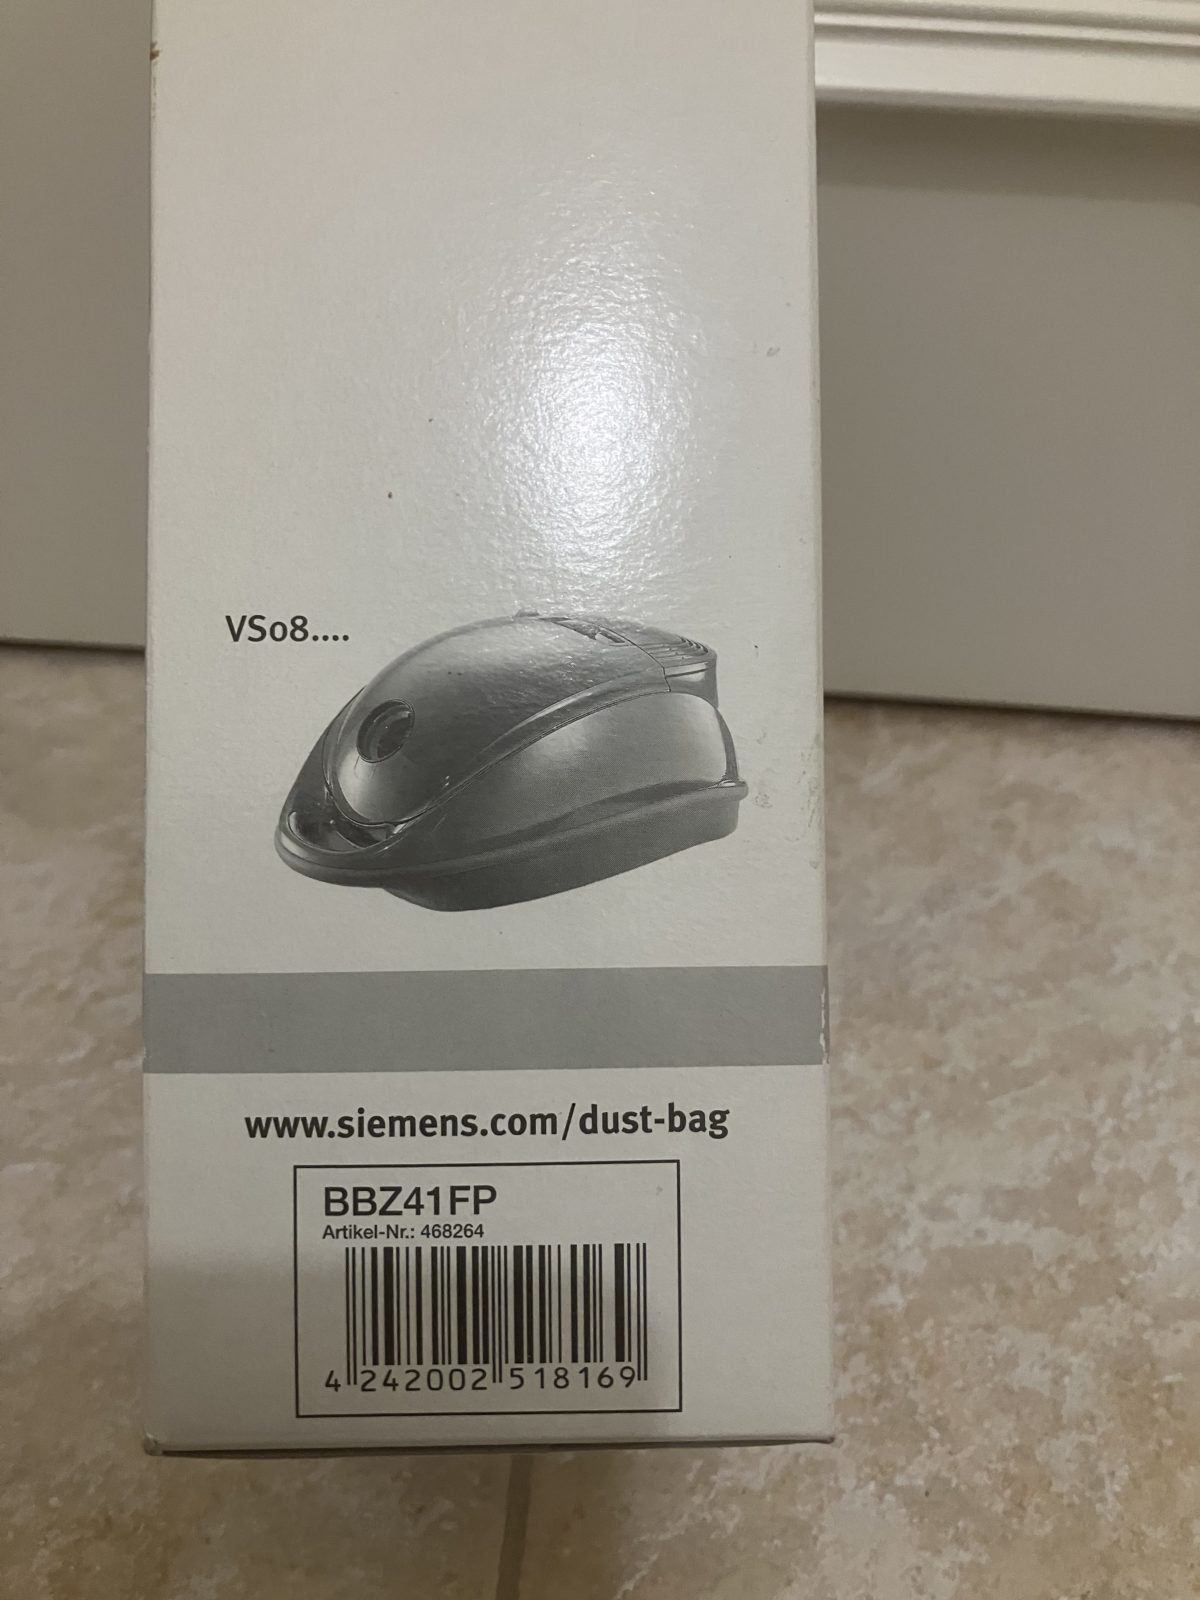 VS08....
www.siemens.com/dust-bag
BBZ41FP
Artikel-Nr.: 468264
4 242002 518169